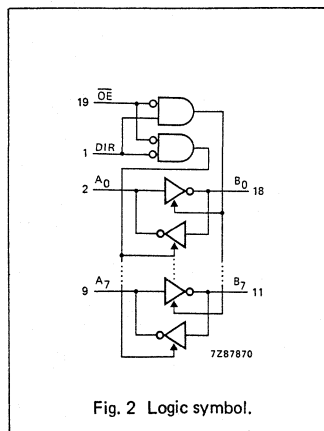 19 OE
1 DIR
2 A0 B0 18
9 A7 B7 11
7Z87870
Fig. 2 Logic symbol.